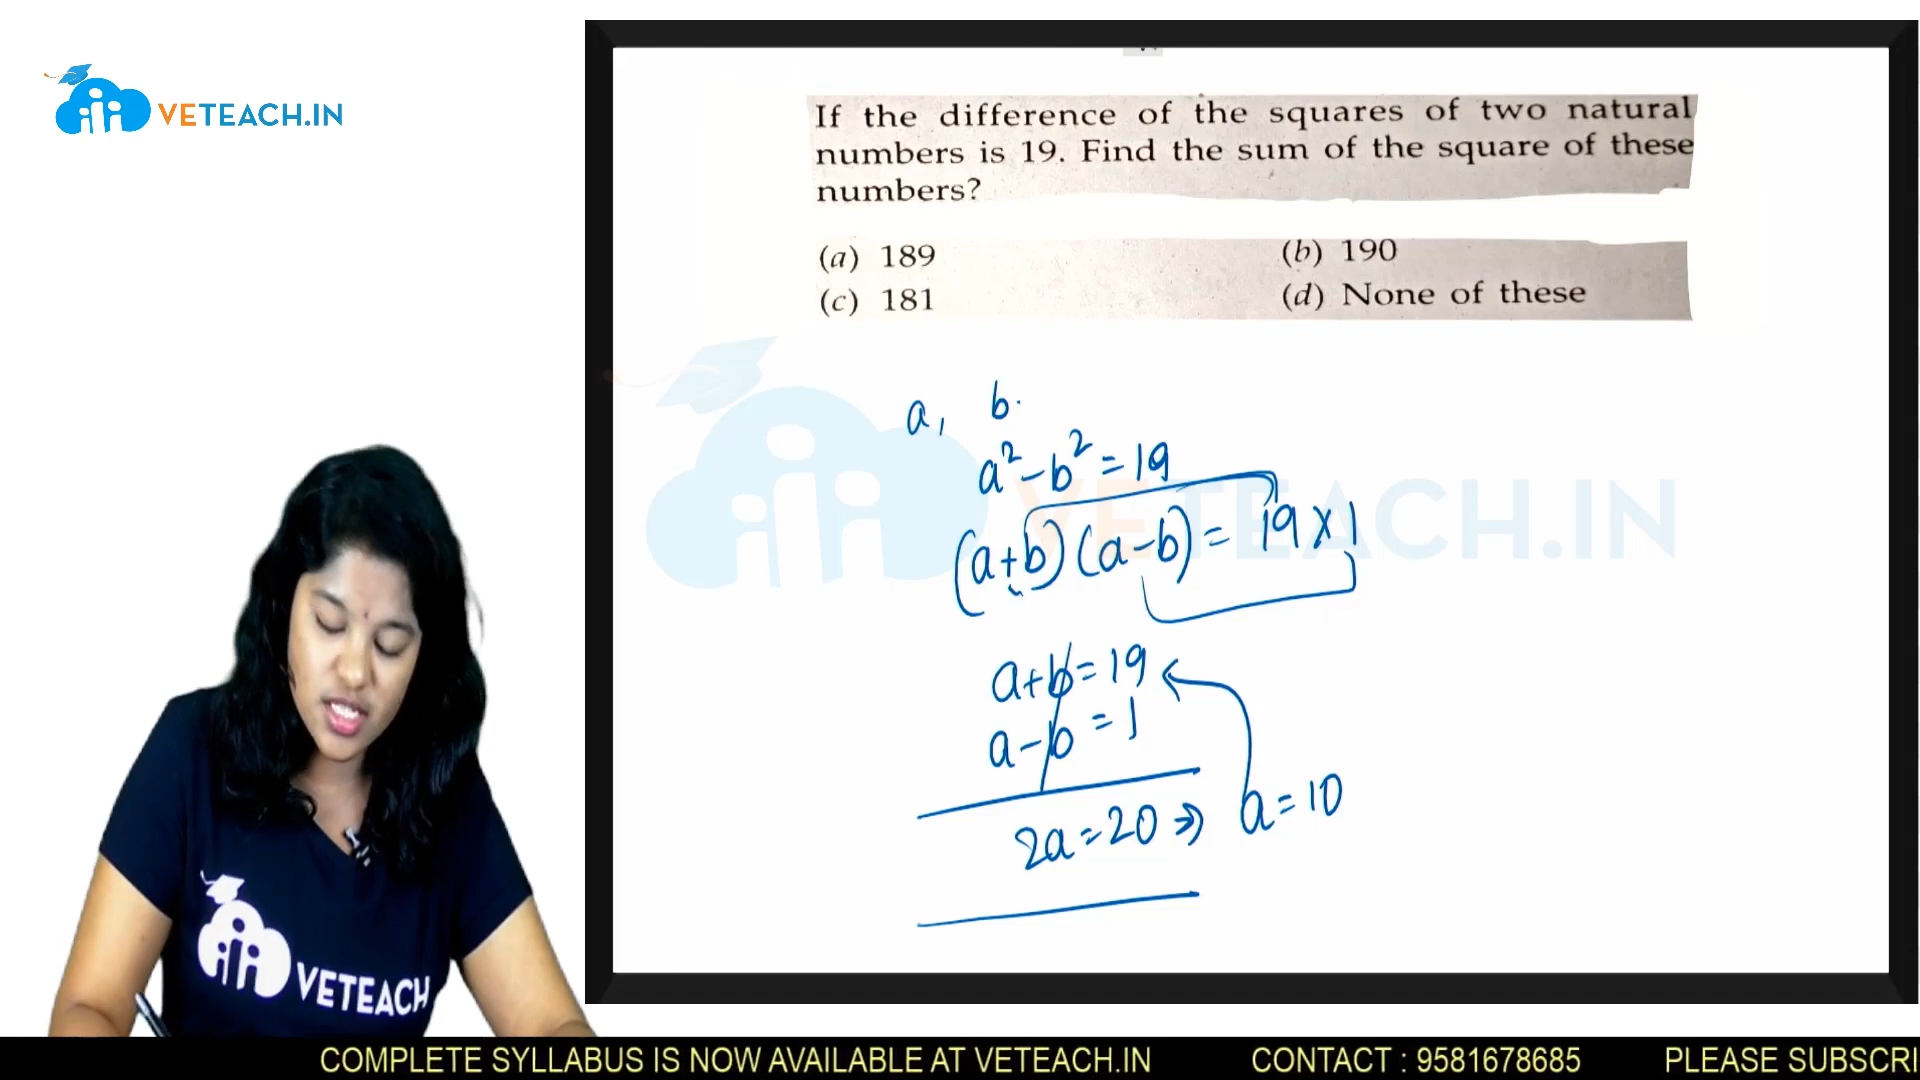 VETEACH.IN
If the difference of the squares of two natural
numbers is 19. Find the sum of the square of these
numbers?
(a) 189 (b) 190
(c) 181 (d) None of these
a, b.
a² - b² = 19
(a+b) (a-b) = 19 x 1
VETEACH.IN
a+b = 19
a-b = 1
2a = 20 => a = 10
VETEACH
COMPLETE SYLLABUS IS NOW AVAILABLE AT VETEACH.IN CONTACT : 9581678685 PLEASE SUBSCRI